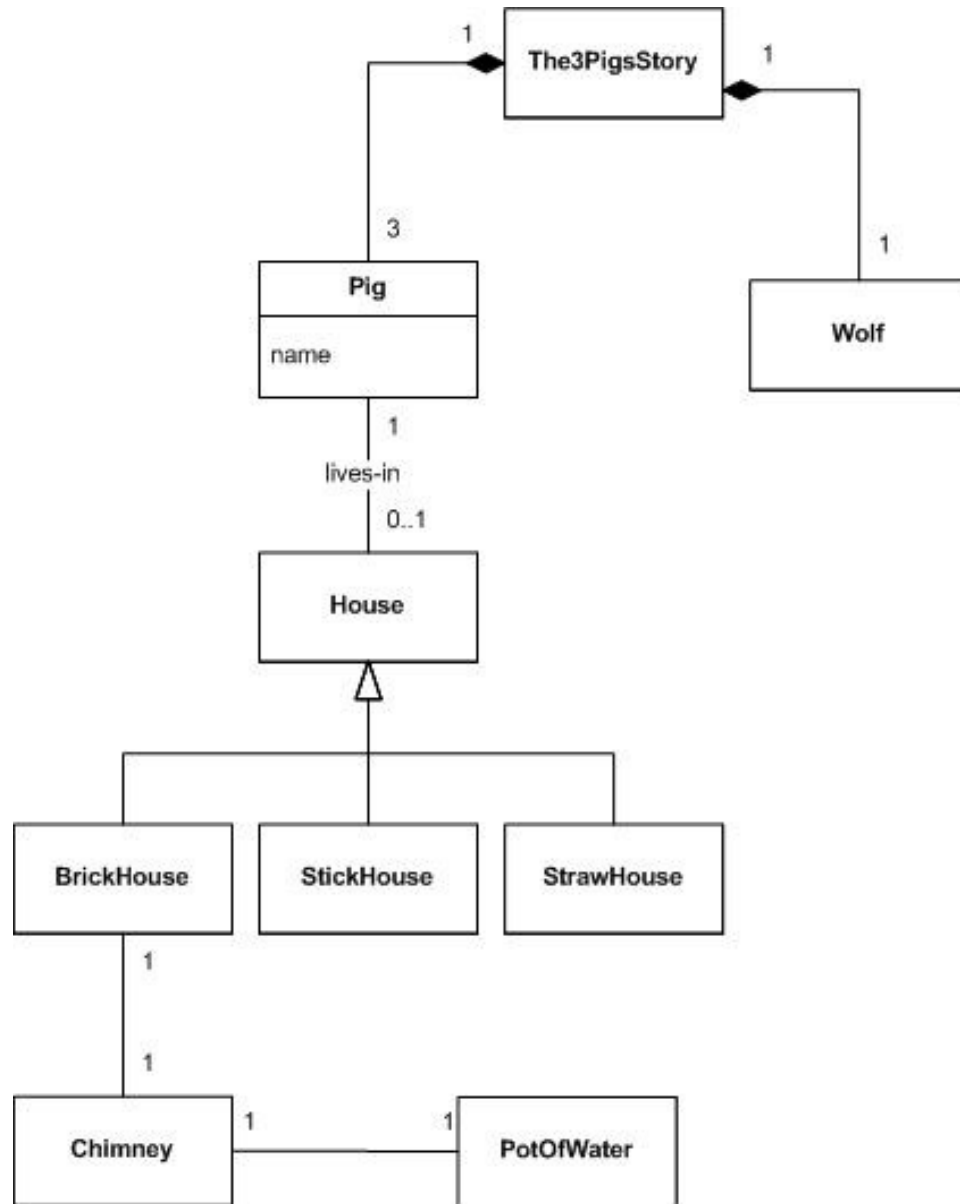 1
The3PigsStory
1
3
1
Pig
name
Wolf
1
lives-in
0..1
House
BrickHouse
StickHouse
StrawHouse
1
1
1
1
Chimney
PotOfWater